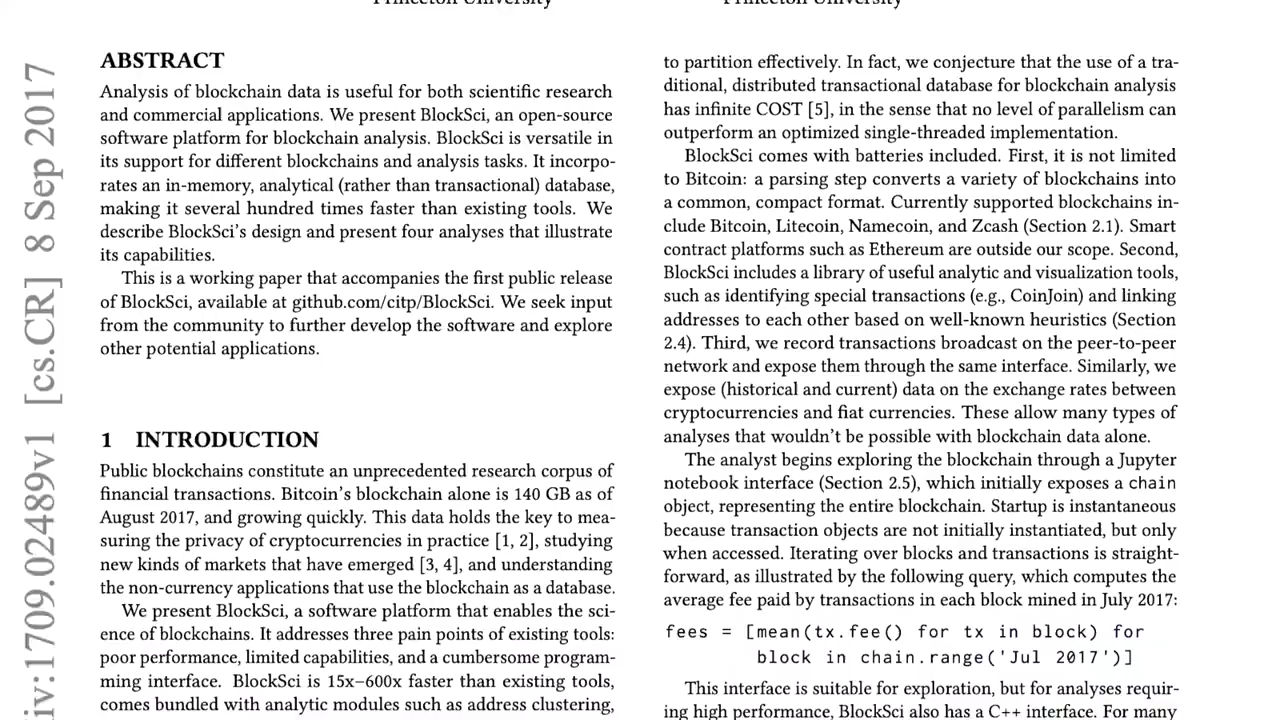 Princeton University
Princeton University
iv:1709.02489v1 [cs.CR] 8 Sep 2017
ABSTRACT
Analysis of blockchain data is useful for both scientific research
and commercial applications. We present BlockSci, an open-source
software platform for blockchain analysis. BlockSci is versatile in
its support for different blockchains and analysis tasks. It incorpo-
rates an in-memory, analytical (rather than transactional) database,
making it several hundred times faster than existing tools. We
describe BlockSci's design and present four analyses that illustrate
its capabilities.
This is a working paper that accompanies the first public release
of BlockSci, available at github.com/citp/BlockSci. We seek input
from the community to further develop the software and explore
other potential applications.
1 INTRODUCTION
Public blockchains constitute an unprecedented research corpus of
financial transactions. Bitcoin's blockchain alone is 140 GB as of
August 2017, and growing quickly. This data holds the key to mea-
suring the privacy of cryptocurrencies in practice [1, 2], studying
new kinds of markets that have emerged [3, 4], and understanding
the non-currency applications that use the blockchain as a database.
We present BlockSci, a software platform that enables the sci-
ence of blockchains. It addresses three pain points of existing tools:
poor performance, limited capabilities, and a cumbersome program-
ming interface. BlockSci is 15x–600x faster than existing tools,
comes bundled with analytic modules such as address clustering,
to partition effectively. In fact, we conjecture that the use of a tra-
ditional, distributed transactional database for blockchain analysis
has infinite COST [5], in the sense that no level of parallelism can
outperform an optimized single-threaded implementation.
BlockSci comes with batteries included. First, it is not limited
to Bitcoin: a parsing step converts a variety of blockchains into
a common, compact format. Currently supported blockchains in-
clude Bitcoin, Litecoin, Namecoin, and Zcash (Section 2.1). Smart
contract platforms such as Ethereum are outside our scope. Second,
BlockSci includes a library of useful analytic and visualization tools,
such as identifying special transactions (e.g., CoinJoin) and linking
addresses to each other based on well-known heuristics (Section
2.4). Third, we record transactions broadcast on the peer-to-peer
network and expose them through the same interface. Similarly, we
expose (historical and current) data on the exchange rates between
cryptocurrencies and fiat currencies. These allow many types of
analyses that wouldn't be possible with blockchain data alone.
The analyst begins exploring the blockchain through a Jupyter
notebook interface (Section 2.5), which initially exposes a chain
object, representing the entire blockchain. Startup is instantaneous
because transaction objects are not initially instantiated, but only
when accessed. Iterating over blocks and transactions is straight-
forward, as illustrated by the following query, which computes the
average fee paid by transactions in each block mined in July 2017:
fees = [mean(tx.fee() for tx in block) for
block in chain.range('Jul 2017')]
This interface is suitable for exploration, but for analyses requir-
ing high performance, BlockSci also has a C++ interface. For many